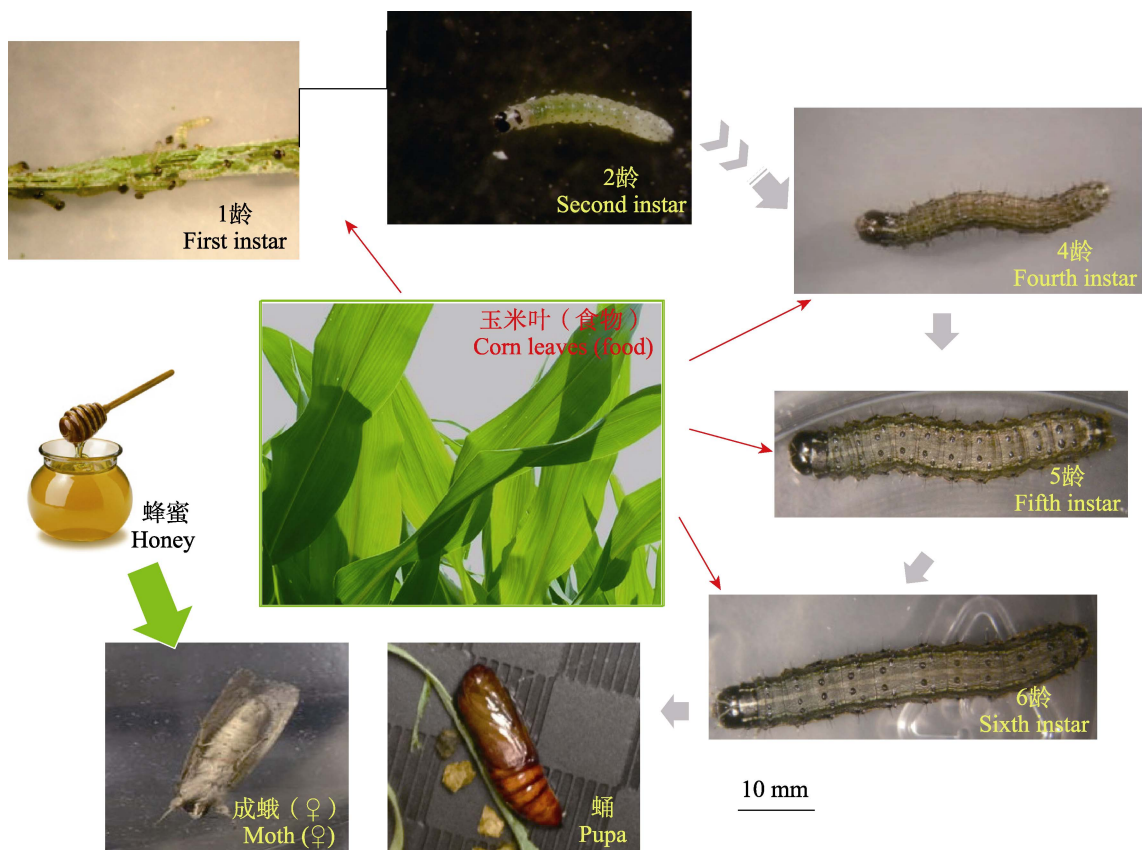 1龄
First instar
2龄
Second instar
4龄
Fourth instar
玉米叶（食物）
Corn leaves (food)
蜂蜜
Honey
5龄
Fifth instar
6龄
Sixth instar
成蛾（♀）
Moth (♀)
蛹
Pupa
10 mm